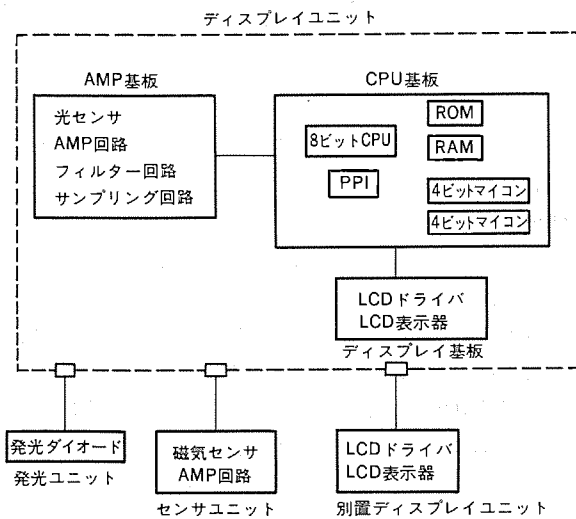 ディスプレイユニット
AMP基板
光センサ
AMP回路
フィルター回路
サンプリング回路
CPU基板
8ビットCPU
PPI
ROM
RAM
4ビットマイコン
4ビットマイコン
LCDドライバ
LCD表示器
ディスプレイ基板
発光ダイオード
発光ユニット
磁気センサ
AMP回路
センサユニット
LCDドライバ
LCD表示器
別置ディスプレイユニット